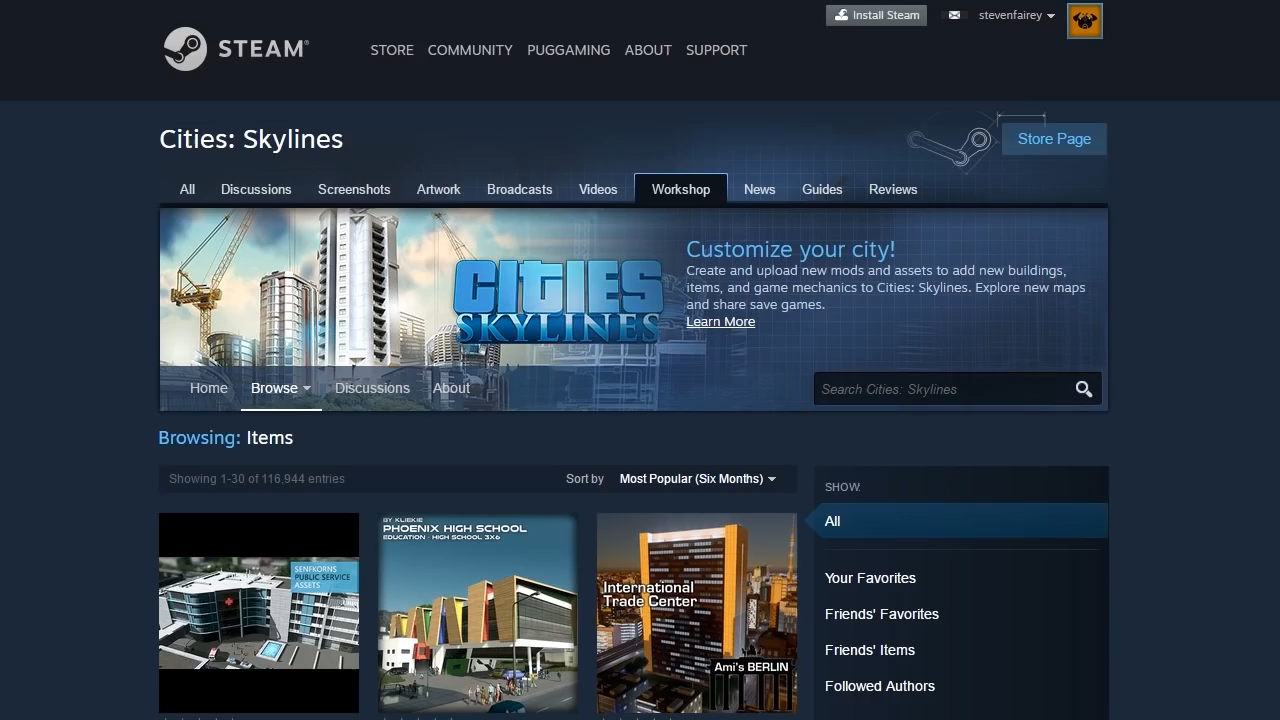 Install Steam
stevenfairey
STEAM®
STORE COMMUNITY PUGGAMING ABOUT SUPPORT
Cities: Skylines
Store Page
All Discussions Screenshots Artwork Broadcasts Videos Workshop News Guides Reviews
Customize your city!
Create and upload new mods and assets to add new buildings,
items, and game mechanics to Cities: Skylines. Explore new maps
and share save games.
Learn More
CITIES
SKYLINES
Home Browse Discussions About
Search Cities: Skylines
Browsing: Items
Showing 1-30 of 116,944 entries
Sort by Most Popular (Six Months)
SHOW:
All
Your Favorites
Friends' Favorites
Friends' Items
Followed Authors
SENFKORNS
PUBLIC SERVICE
ASSETS
BY KLIEKIE
PHOENIX HIGH SCHOOL
EDUCATION - HIGH SCHOOL 3X6
International
Trade Center
Ami's BERLIN